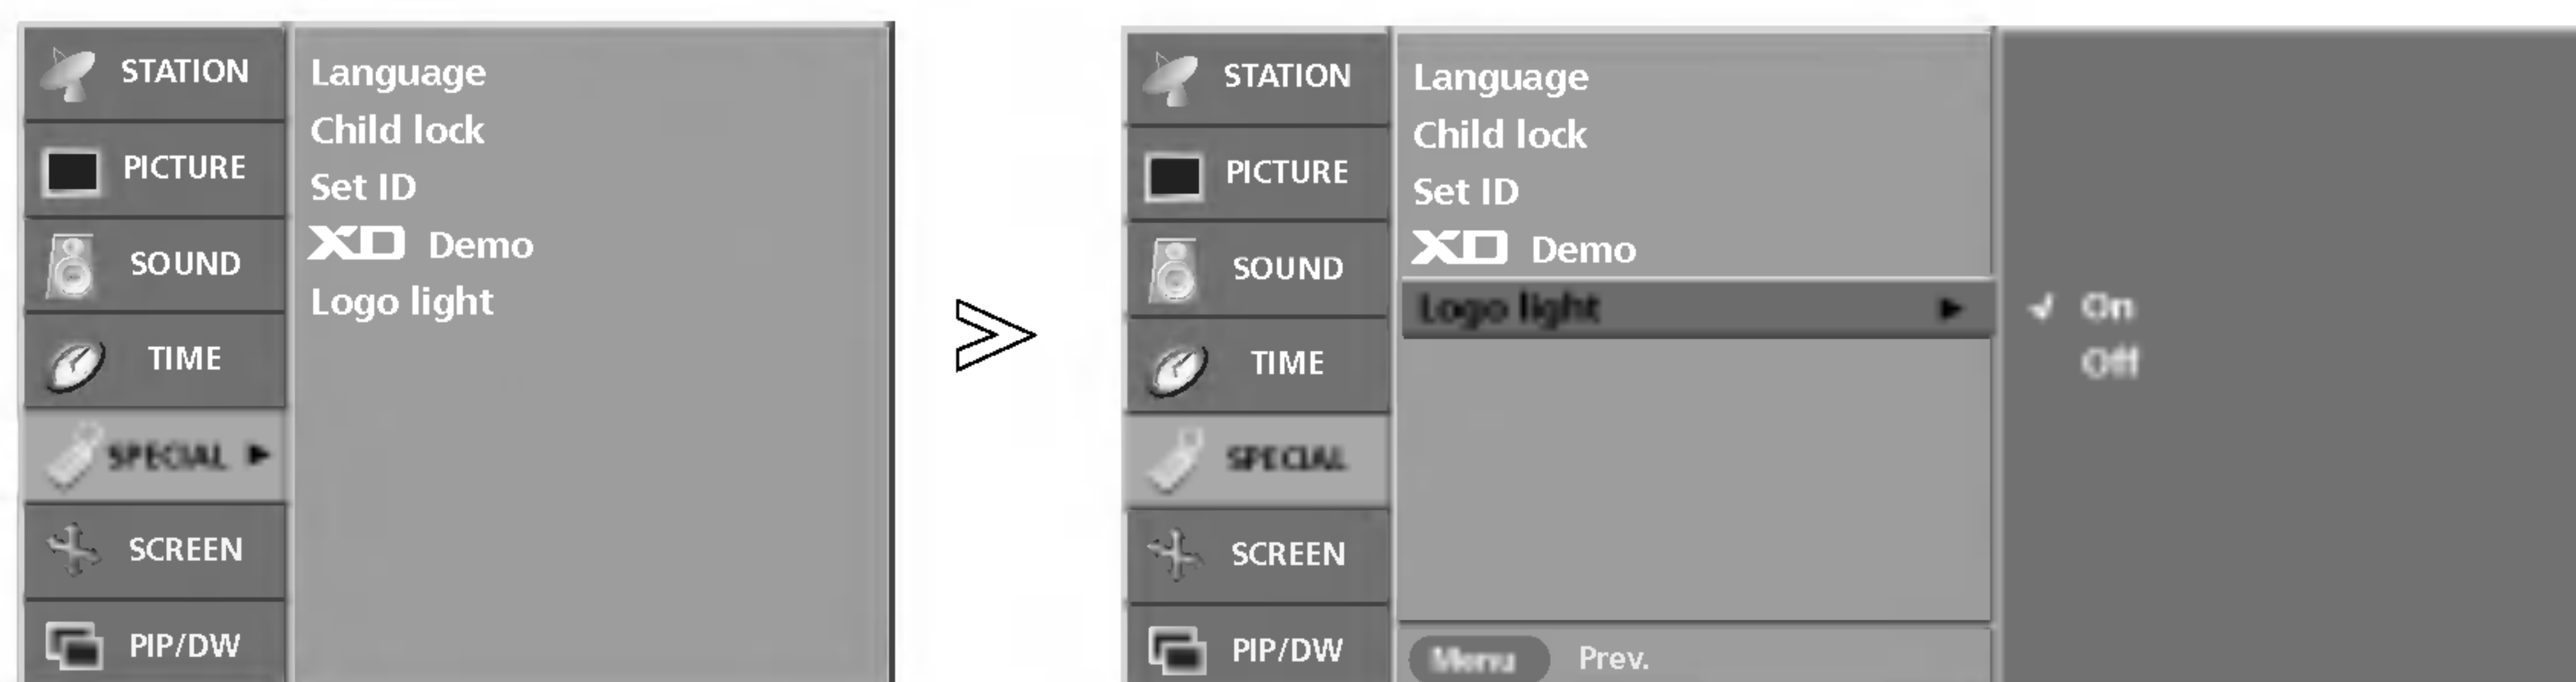 STATION
PICTURE
SOUND
TIME
SPECIAL
SCREEN
PIP/DW
Language
Child lock
Set ID
XD Demo
Logo light
STATION
PICTURE
SOUND
TIME
SPECIAL
SCREEN
PIP/DW
Language
Child lock
Set ID
XD Demo
Logo light
Menu Prev.
On
Off